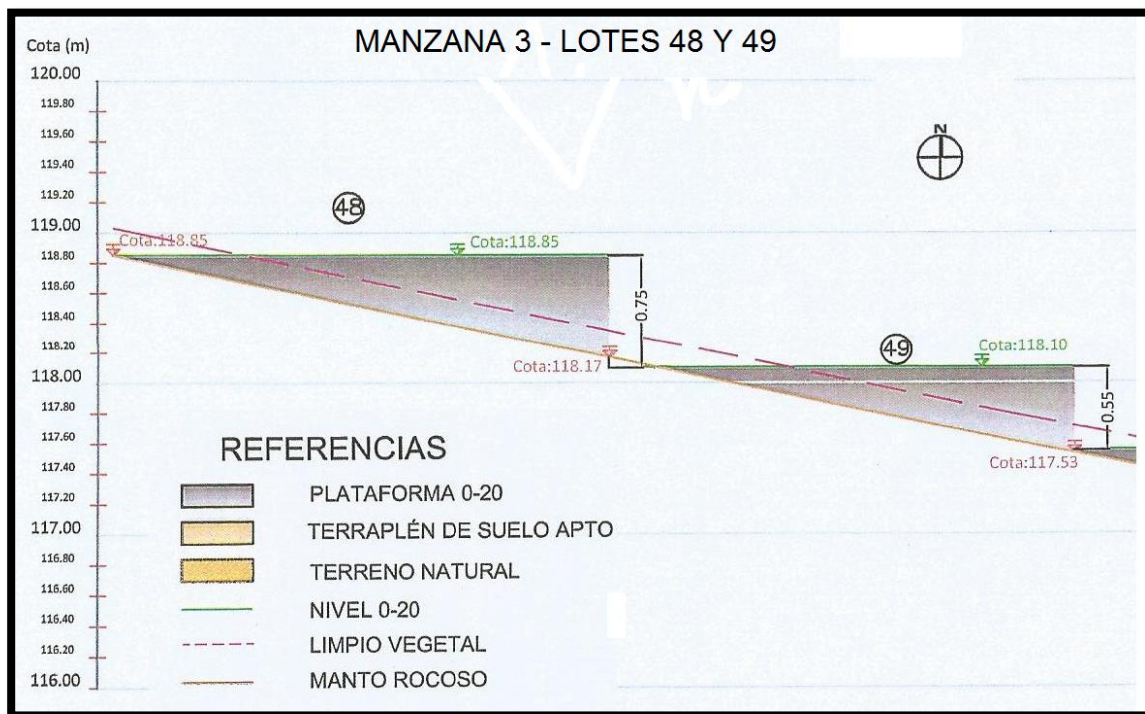 MANZANA 3 - LOTES 48 Y 49
Cota (m)
120.00
119.80
119.60
119.40
119.20
119.00
118.80
118.60
118.40
118.20
118.00
117.80
117.60
117.40
117.20
117.00
116.80
116.60
116.40
116.20
116.00
N
48
Cota:118.85
Cota:118.85
0.75
Cota:118.17
49
Cota:118.10
0.55
Cota:117.53
REFERENCIAS
PLATAFORMA 0-20
TERRAPLÉN DE SUELO APTO
TERRENO NATURAL
NIVEL 0-20
LIMPIO VEGETAL
MANTO ROCOSO